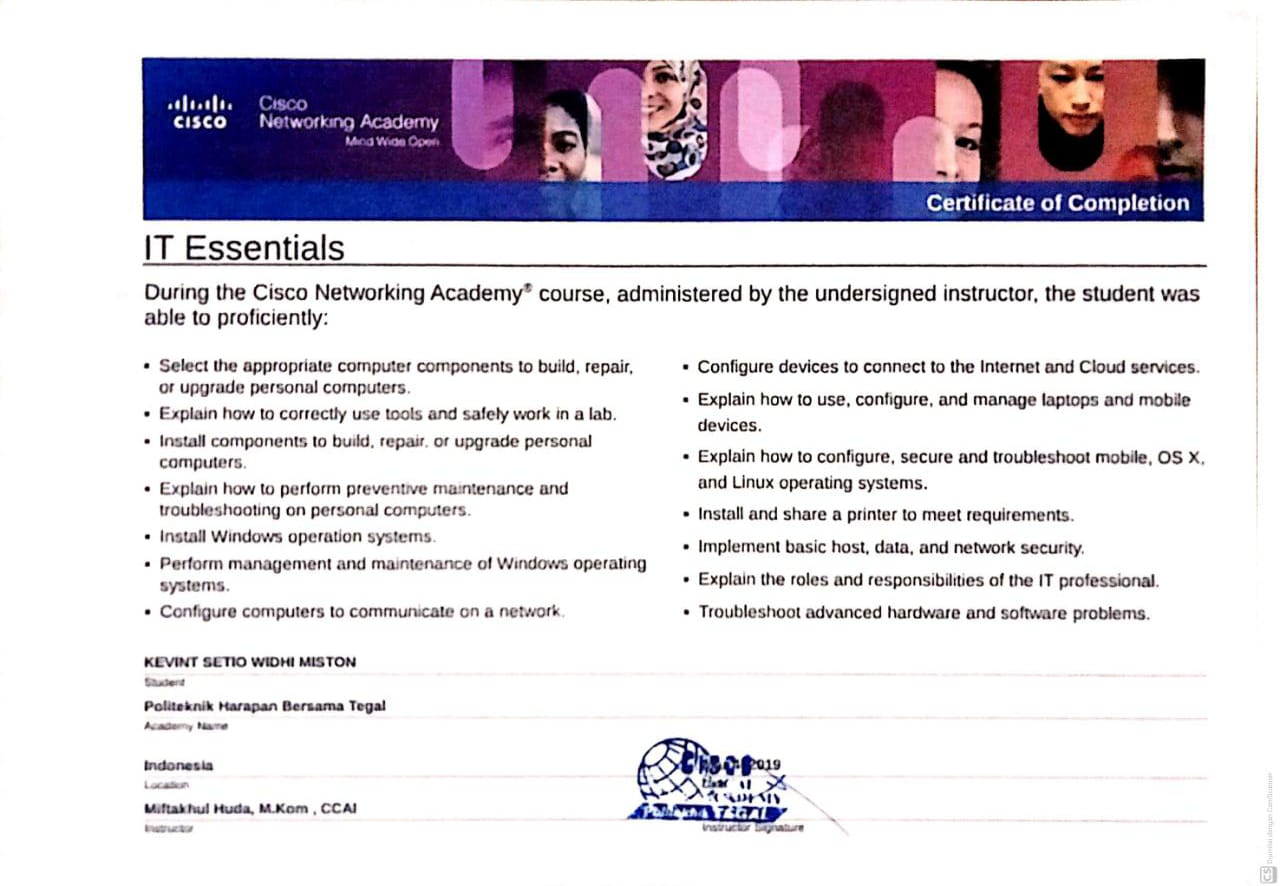 CISCO
Cisco
Networking Academy
Mind Wide Open
Certificate of Completion
IT Essentials
During the Cisco Networking Academy® course, administered by the undersigned instructor, the student was
able to proficiently:
• Select the appropriate computer components to build, repair,
or upgrade personal computers.
• Explain how to correctly use tools and safely work in a lab.
• Install components to build, repair, or upgrade personal
computers.
• Explain how to perform preventive maintenance and
troubleshooting on personal computers.
• Install Windows operation systems.
• Perform management and maintenance of Windows operating
systems.
• Configure computers to communicate on a network.
• Configure devices to connect to the Internet and Cloud services.
• Explain how to use, configure, and manage laptops and mobile
devices.
• Explain how to configure, secure and troubleshoot mobile, OS X,
and Linux operating systems.
• Install and share a printer to meet requirements.
• Implement basic host, data, and network security.
• Explain the roles and responsibilities of the IT professional.
• Troubleshoot advanced hardware and software problems.
KEVINT SETIO WIDHI MISTON
Student
Politeknik Harapan Bersama Tegal
Academy Name
Indonesia
Location
2019
CISCO
ACADEMY
Politeknik TEGAL
Miftakhul Huda, M.Kom , CCAI
Instructor
Instructor Signature
CS Dipindai dengan CamScanner